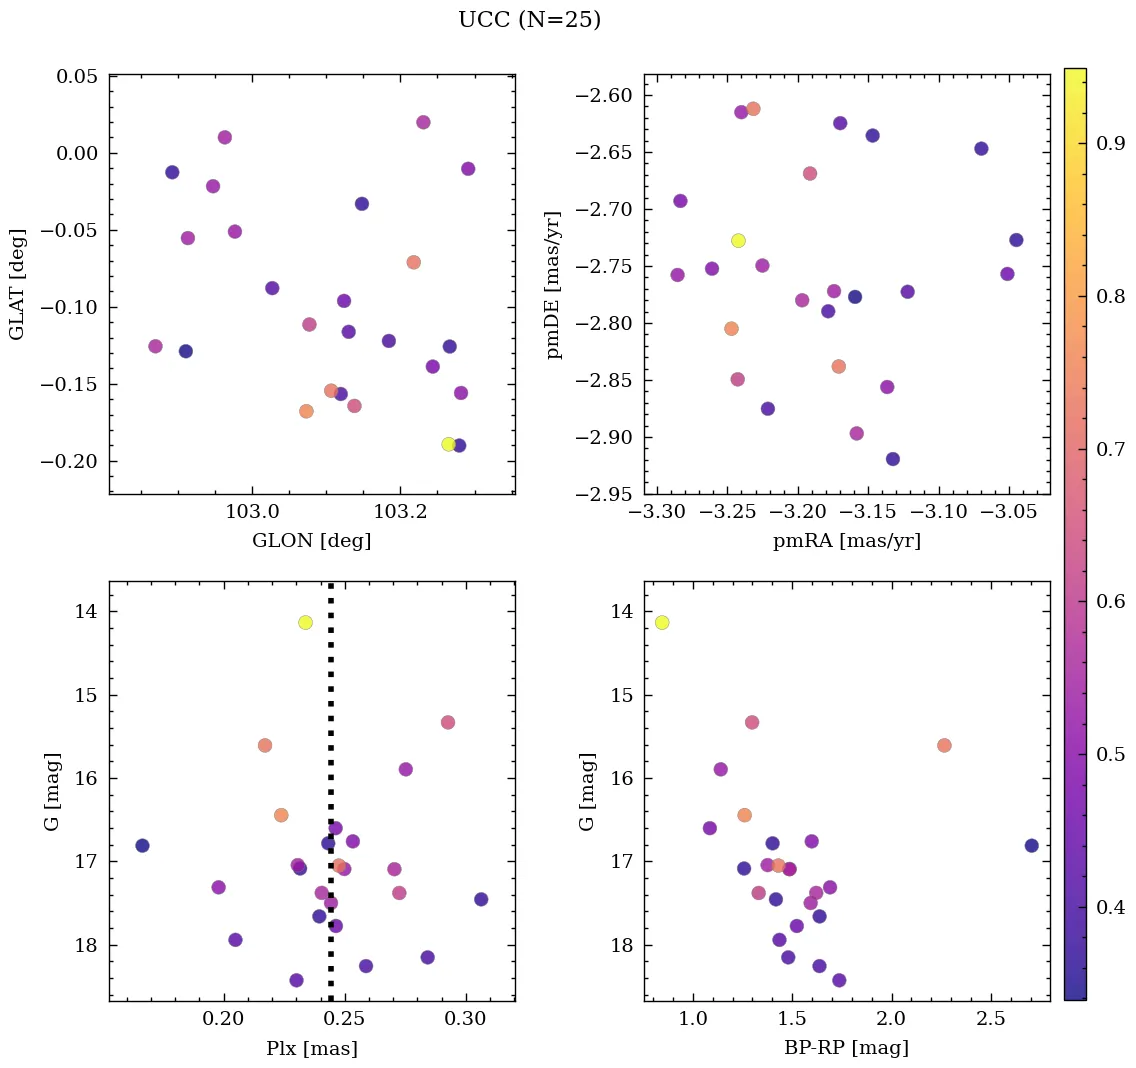 UCC (N=25)
0.05
0.00
−0.05
−0.10
−0.15
−0.20
GLAT [deg]
103.0 103.2
GLON [deg]
−2.60
−2.65
−2.70
−2.75
−2.80
−2.85
−2.90
−2.95
pmDE [mas/yr]
−3.30 −3.25 −3.20 −3.15 −3.10 −3.05
pmRA [mas/yr]
14
15
16
17
18
G [mag]
0.20 0.25 0.30
Plx [mas]
14
15
16
17
18
G [mag]
1.0 1.5 2.0 2.5
BP-RP [mag]
0.9
0.8
0.7
0.6
0.5
0.4